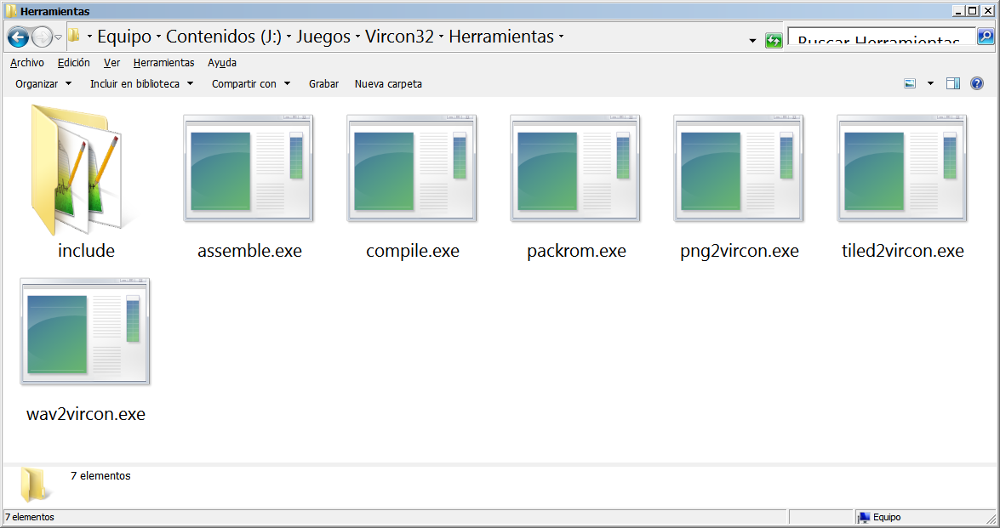 Herramientas
Equipo Contenidos (J:) Juegos Vircon32 Herramientas
Buscar Herramientas
Archivo Edición Ver Herramientas Ayuda
Organizar Incluir en biblioteca Compartir con Grabar Nueva carpeta
include assemble.exe compile.exe packrom.exe png2vircon.exe tiled2vircon.exe
wav2vircon.exe
7 elementos
7 elementos Equipo